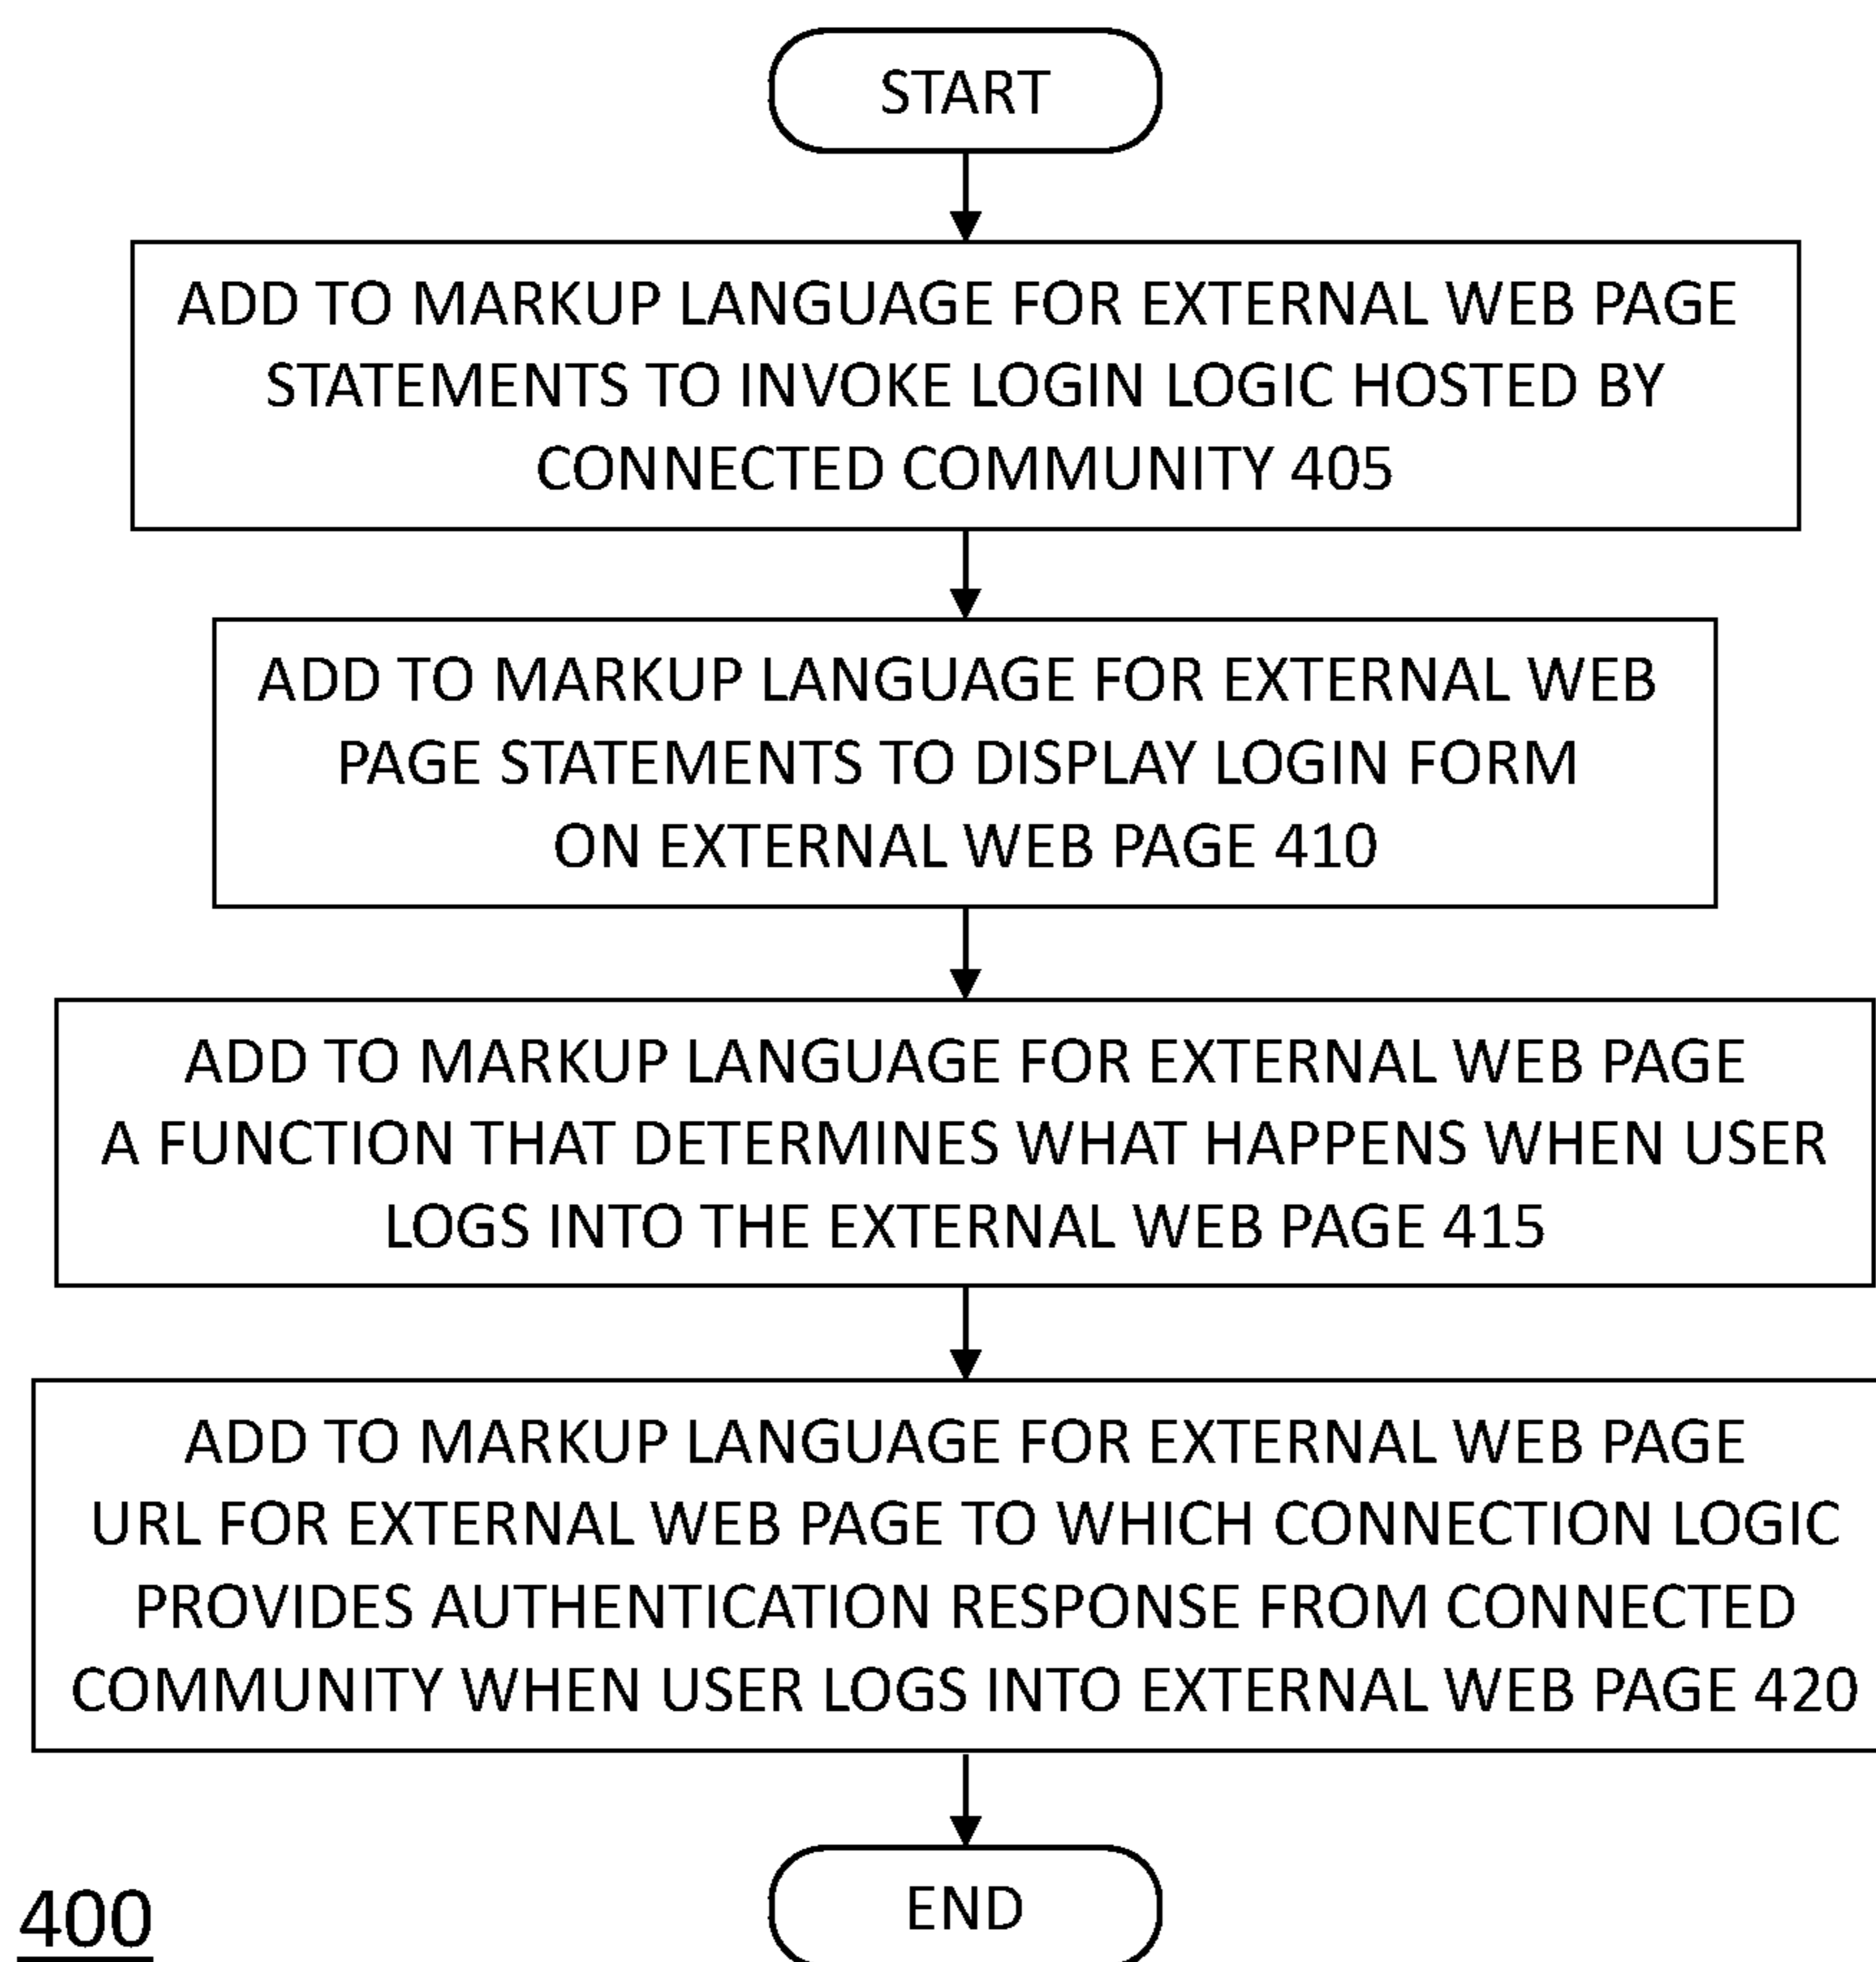 START
ADD TO MARKUP LANGUAGE FOR EXTERNAL WEB PAGE
STATEMENTS TO INVOKE LOGIN LOGIC HOSTED BY
CONNECTED COMMUNITY 405
ADD TO MARKUP LANGUAGE FOR EXTERNAL WEB
PAGE STATEMENTS TO DISPLAY LOGIN FORM
ON EXTERNAL WEB PAGE 410
ADD TO MARKUP LANGUAGE FOR EXTERNAL WEB PAGE
A FUNCTION THAT DETERMINES WHAT HAPPENS WHEN USER
LOGS INTO THE EXTERNAL WEB PAGE 415
ADD TO MARKUP LANGUAGE FOR EXTERNAL WEB PAGE
URL FOR EXTERNAL WEB PAGE TO WHICH CONNECTION LOGIC
PROVIDES AUTHENTICATION RESPONSE FROM CONNECTED
COMMUNITY WHEN USER LOGS INTO EXTERNAL WEB PAGE 420
END
400